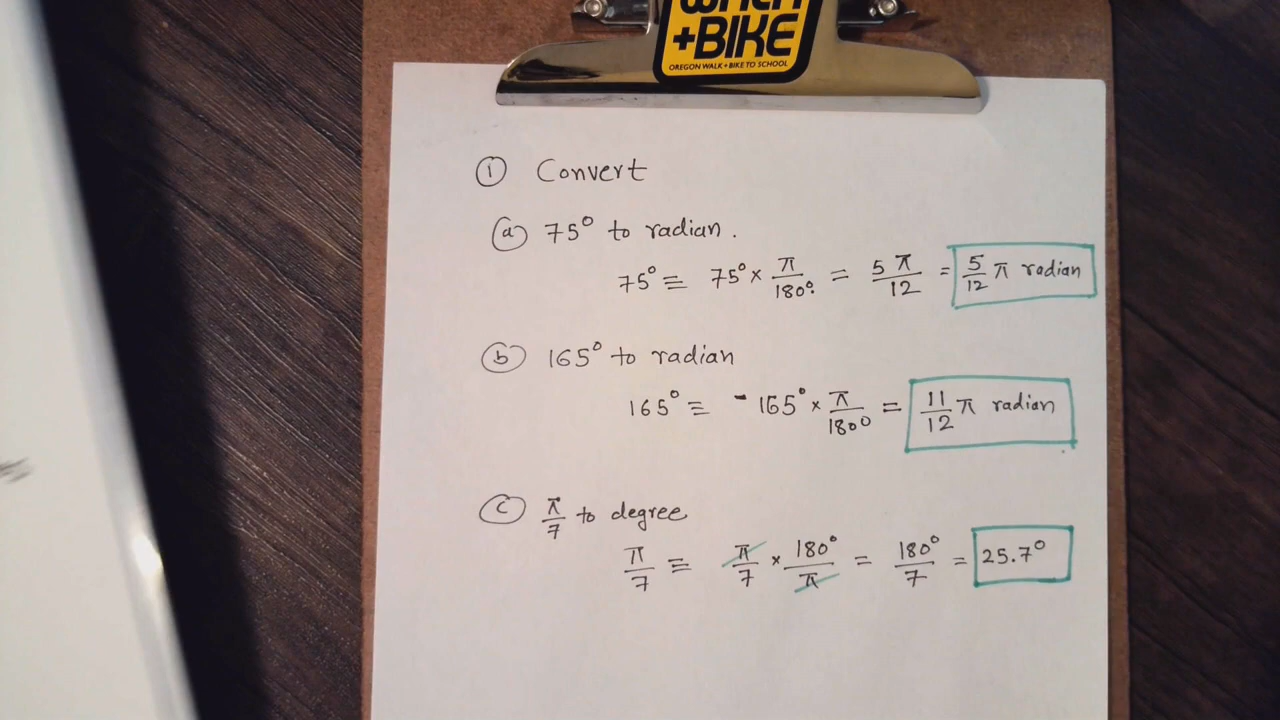 +BIKE
OREGON WALK+BIKE TO SCHOOL
① Convert
ⓐ 75° to radian.
75° ≡ 75° × π/180° = 5π/12 = 5/12 π radian
ⓑ 165° to radian
165° ≡ -165° × π/180° = 11/12 π radian
ⓒ π/7 to degree
π/7 ≡ π/7 × 180°/π = 180°/7 = 25.7°